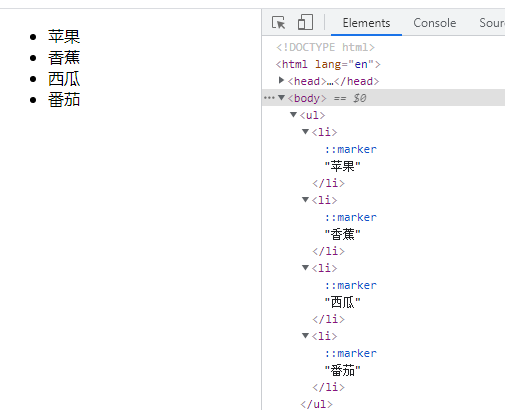 苹果
香蕉
西瓜
番茄
Elements Console Sour
<!DOCTYPE html>
<html lang="en">
<head>…</head>
<body> == $0
<ul>
<li>
::marker
"苹果"
</li>
<li>
::marker
"香蕉"
</li>
<li>
::marker
"西瓜"
</li>
<li>
::marker
"番茄"
</li>
</ul>